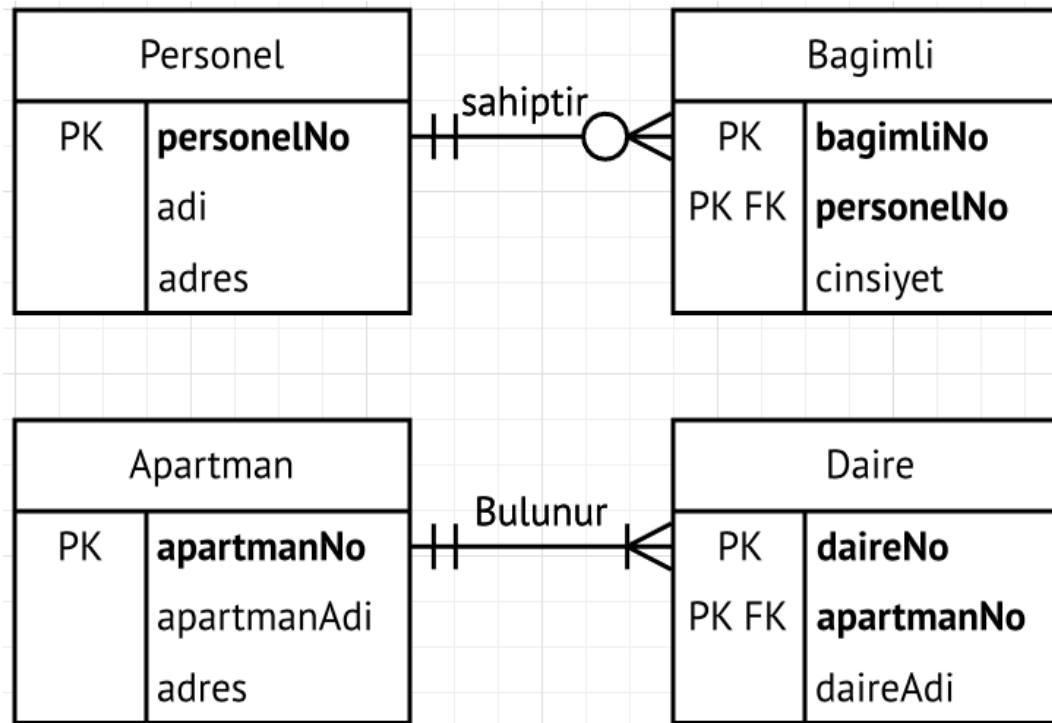 Personel
Bagimli
sahiptir
PK personelNo
adi
adres
PK bagimliNo
PK FK personelNo
cinsiyet
Apartman
Daire
Bulunur
PK apartmanNo
apartmanAdi
adres
PK daireNo
PK FK apartmanNo
daireAdi